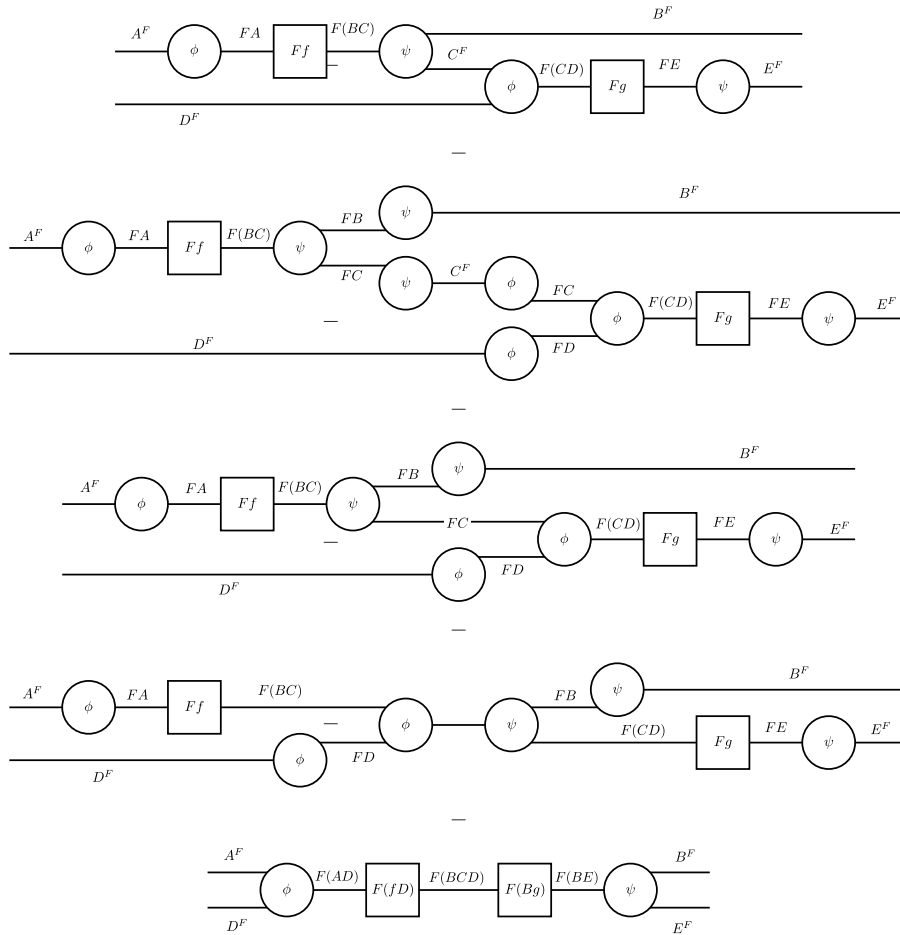 A^F φ FA Ff F(BC) ψ B^F
C^F φ F(CD) Fg FE ψ E^F
D^F
—
A^F φ FA Ff F(BC) ψ FB ψ B^F
FC ψ C^F φ FC φ F(CD) Fg FE ψ E^F
D^F φ FD
—
A^F φ FA Ff F(BC) ψ FB ψ B^F
FC φ F(CD) Fg FE ψ E^F
D^F φ FD
—
A^F φ FA Ff F(BC) φ ψ FB ψ B^F
D^F φ FD F(CD) Fg FE ψ E^F
—
A^F B^F
φ F(AD) F(fD) F(BCD) F(Bg) F(BE) ψ
D^F E^F